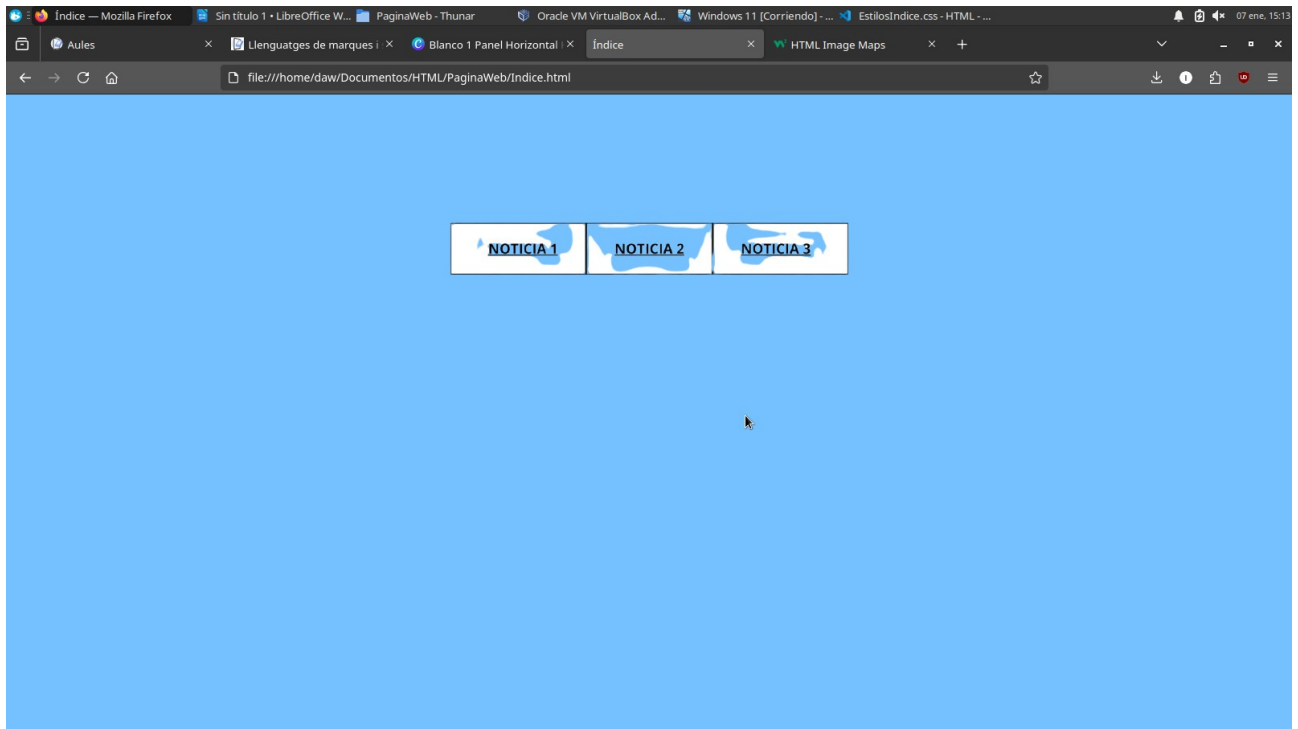 Índice — Mozilla Firefox
Sin título 1 • LibreOffice W...
PaginaWeb - Thunar
Oracle VM VirtualBox Ad...
Windows 11 [Corriendo] - ...
EstilosIndice.css - HTML - ...
07 ene, 15:13
Aules
Llenguatges de marques i
Blanco 1 Panel Horizontal
Índice
HTML Image Maps
file:///home/daw/Documentos/HTML/PaginaWeb/Indice.html
NOTICIA 1
NOTICIA 2
NOTICIA 3